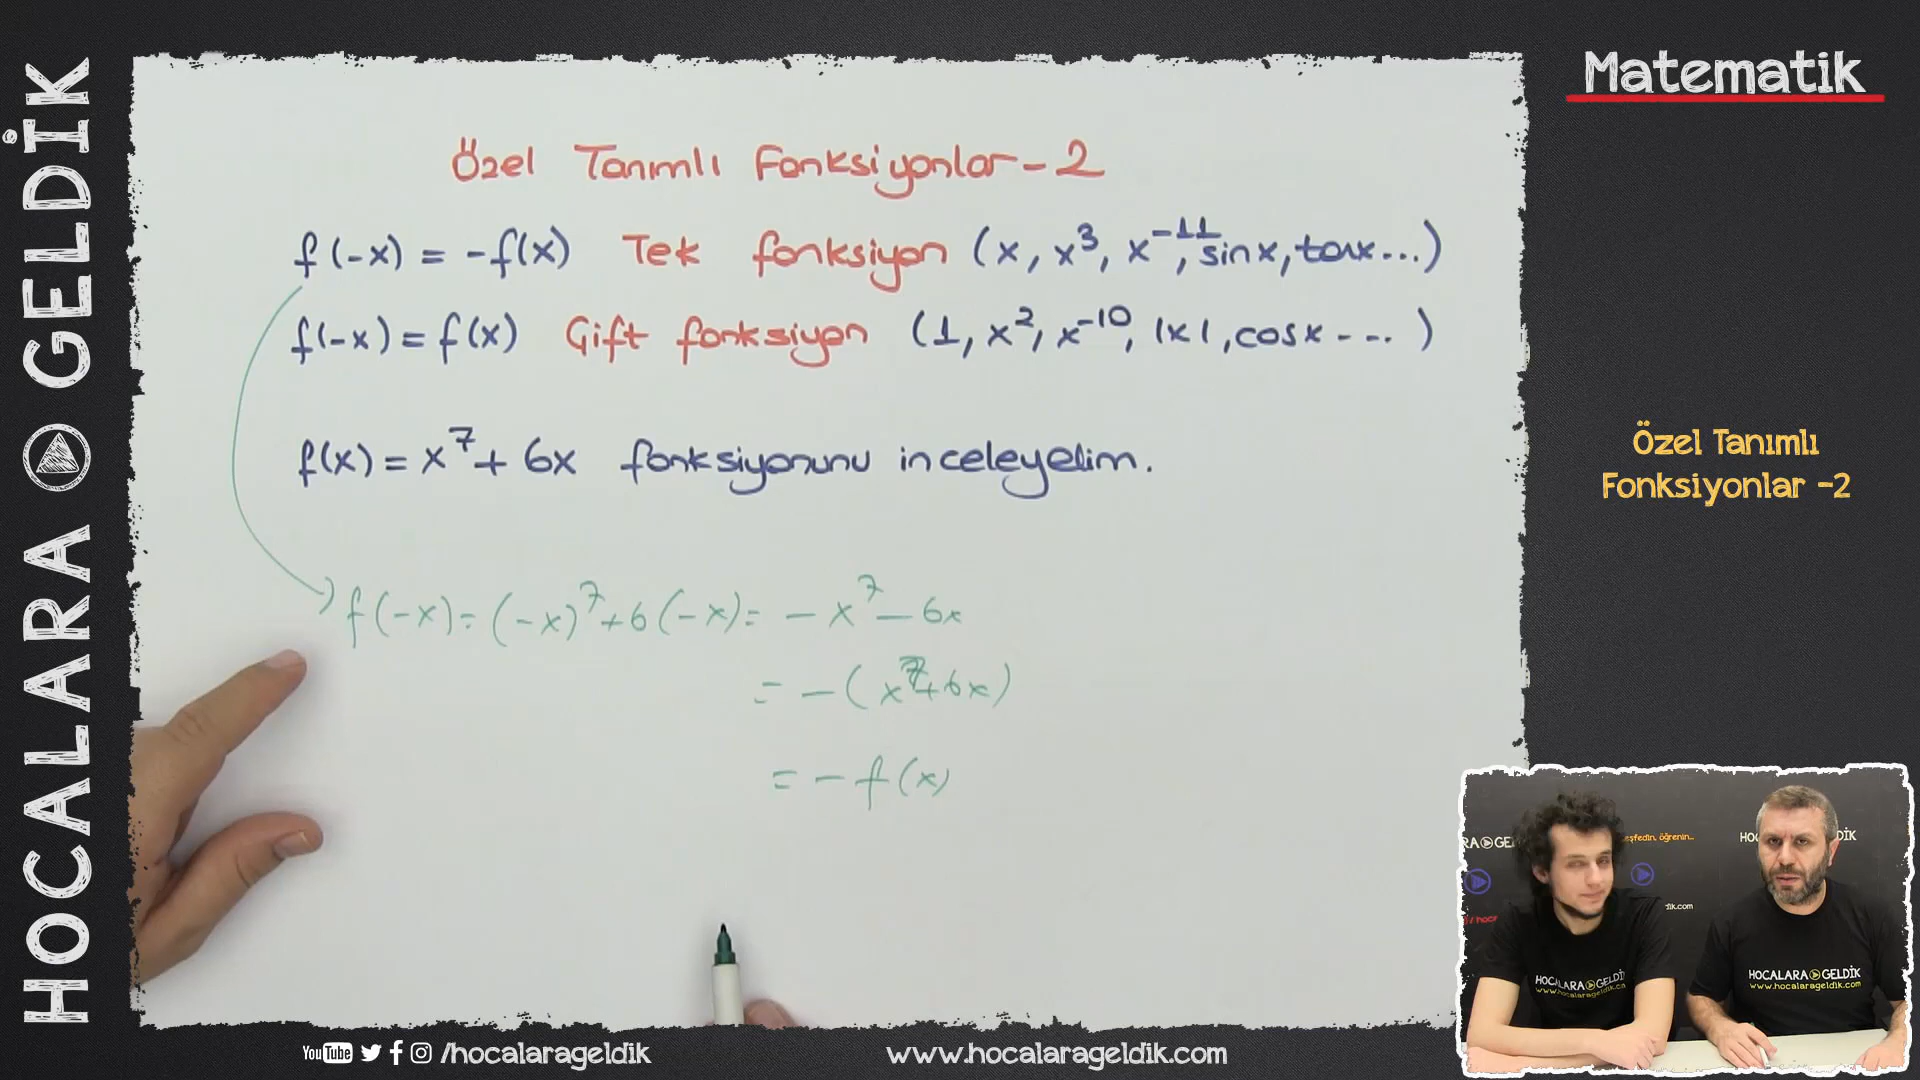 HOCALARA GELDİK
Matematik
Özel Tanımlı Fonksiyonlar - 2
f(-x) = -f(x) Tek fonksiyon (x, x³, x⁻¹¹, sinx, tanx...)
f(-x) = f(x) Çift fonksiyon (1, x², x⁻¹⁰, |x|, cosx ---- )
f(x) = x⁷ + 6x fonksiyonunu inceleyelim.
f(-x) = (-x)⁷ + 6(-x) = - x⁷ - 6x
= - (x⁷ + 6x)
= - f(x)
Özel Tanımlı
Fonksiyonlar -2
HOCALARA GELDİK
www.hocalarageldik.com
YouTube /hocalarageldik
www.hocalarageldik.com